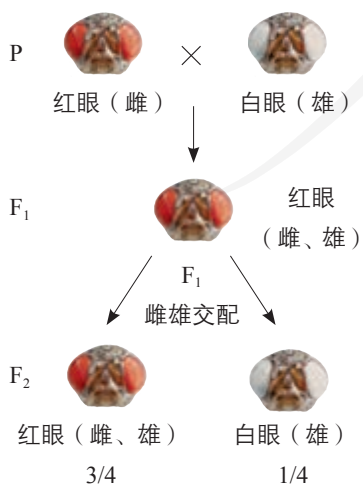 P
×
红眼（雌） 白眼（雄）
F₁
红眼
（雌、雄）
F₁
雌雄交配
F₂
红眼（雌、雄） 白眼（雄）
3/4 1/4